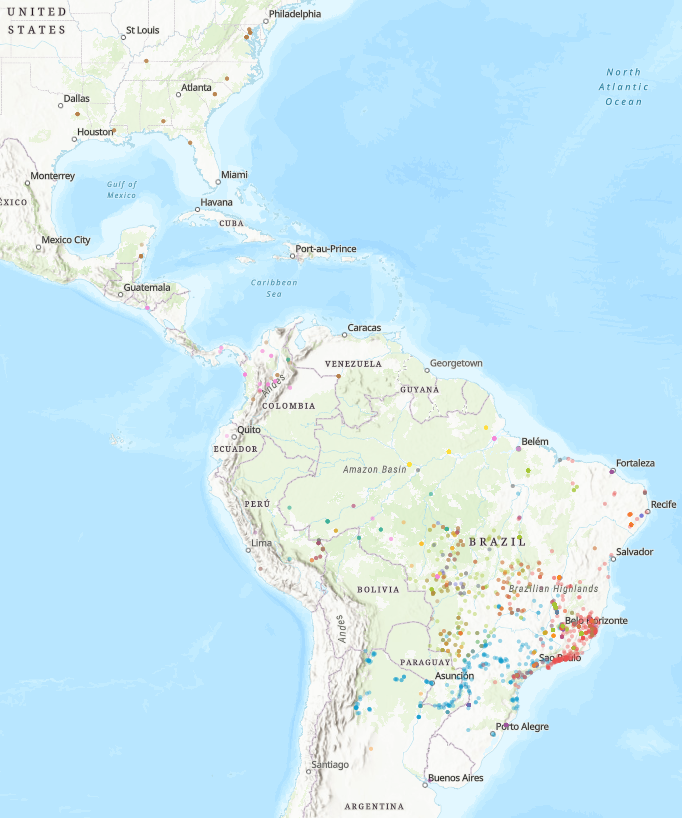 UNITED
STATES
Philadelphia
St Louis
North
Atlantic
Ocean
Atlanta
Dallas
Houston
Monterrey
Miami
Gulf of
Mexico
ÉXICO
Havana
CUBA
Mexico City
Port-au-Prince
Guatemala
Caribbean
Sea
Caracas
VENEZUELA
Georgetown
GUYANA
Andes
COLOMBIA
Quito
ECUADOR
Belém
Amazon Basin
Fortaleza
PERÚ
Recife
Lima
BRAZIL
Salvador
BOLIVIA
Brazilian Highlands
Belo Horizonte
Andes
PARAGUAY
Sao Paulo
Asunción
Porto Alegre
Santiago
Buenos Aires
ARGENTINA